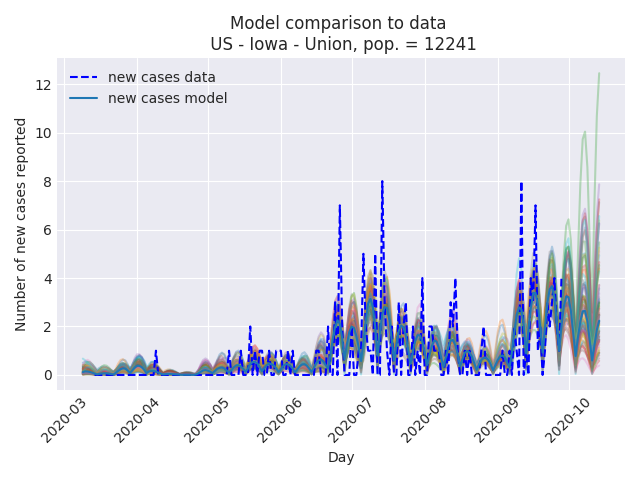 Model comparison to data
US - Iowa - Union, pop. = 12241
new cases data
new cases model
Number of new cases reported
12
10
8
6
4
2
0
2020-03
2020-04
2020-05
2020-06
2020-07
2020-08
2020-09
2020-10
Day